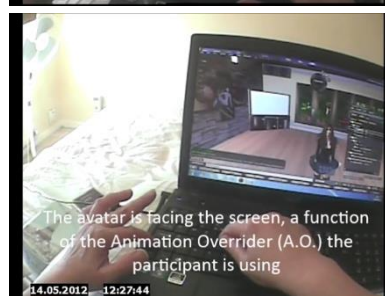 The avatar is facing the screen, a function
of the Animation Overrider (A.O.) the
participant is using
14.05.2012 12:27:44